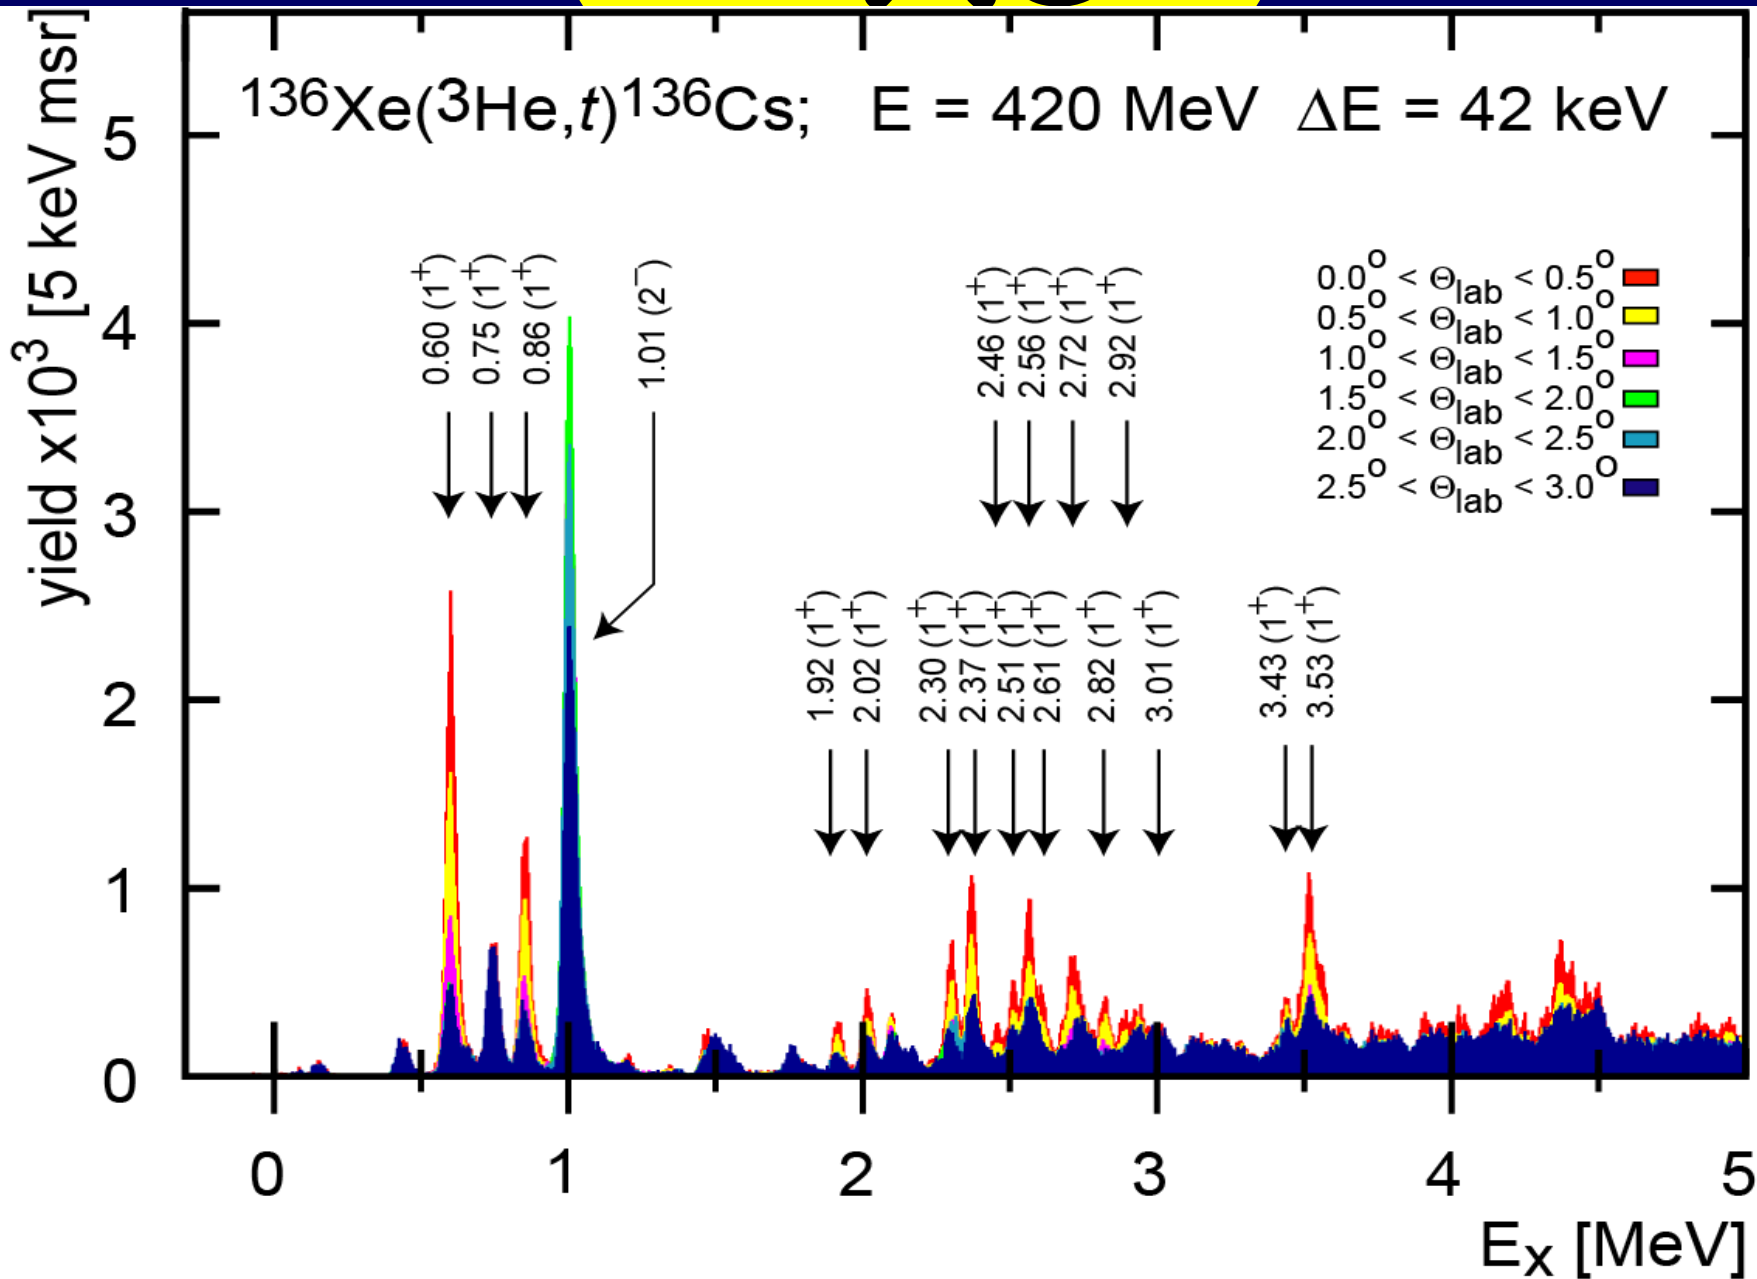 ¹³⁶Xe(³He,t)¹³⁶Cs; E = 420 MeV ΔE = 42 keV
yield x10³ [5 keV msr]
5
4
3
2
1
0
0.60 (1⁺)
0.75 (1⁺)
0.86 (1⁺)
1.01 (2⁻)
2.46 (1⁺)
2.56 (1⁺)
2.72 (1⁺)
2.92 (1⁺)
0.0° < Θlab < 0.5°
0.5° < Θlab < 1.0°
1.0° < Θlab < 1.5°
1.5° < Θlab < 2.0°
2.0° < Θlab < 2.5°
2.5° < Θlab < 3.0°
1.92 (1⁺)
2.02 (1⁺)
2.30 (1⁺)
2.37 (1⁺)
2.51 (1⁺)
2.61 (1⁺)
2.82 (1⁺)
3.01 (1⁺)
3.43 (1⁺)
3.53 (1⁺)
0 1 2 3 4 5
Ex [MeV]